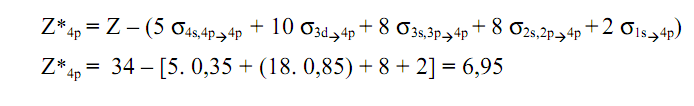 Z*4p = Z – (5 σ4s,4p→4p + 10 σ3d→4p + 8 σ3s,3p→4p + 8 σ2s,2p→4p +2 σ1s→4p)
Z*4p = 34 – [5. 0,35 + (18. 0,85) + 8 + 2] = 6,95